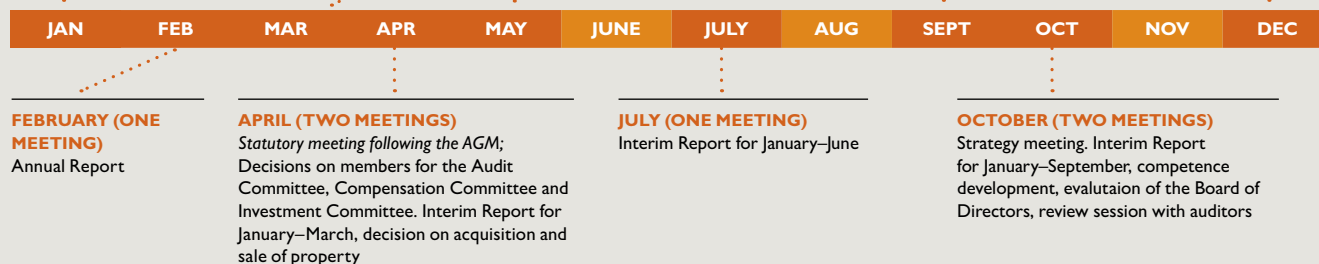 JAN FEB MAR APR MAY JUNE JULY AUG SEPT OCT NOV DEC
FEBRUARY (ONE
MEETING)
Annual Report
APRIL (TWO MEETINGS)
Statutory meeting following the AGM;
Decisions on members for the Audit
Committee, Compensation Committee and
Investment Committee. Interim Report for
January–March, decision on acquisition and
sale of property
JULY (ONE MEETING)
Interim Report for January–June
OCTOBER (TWO MEETINGS)
Strategy meeting. Interim Report
for January–September, competence
development, evalutaion of the Board of
Directors, review session with auditors